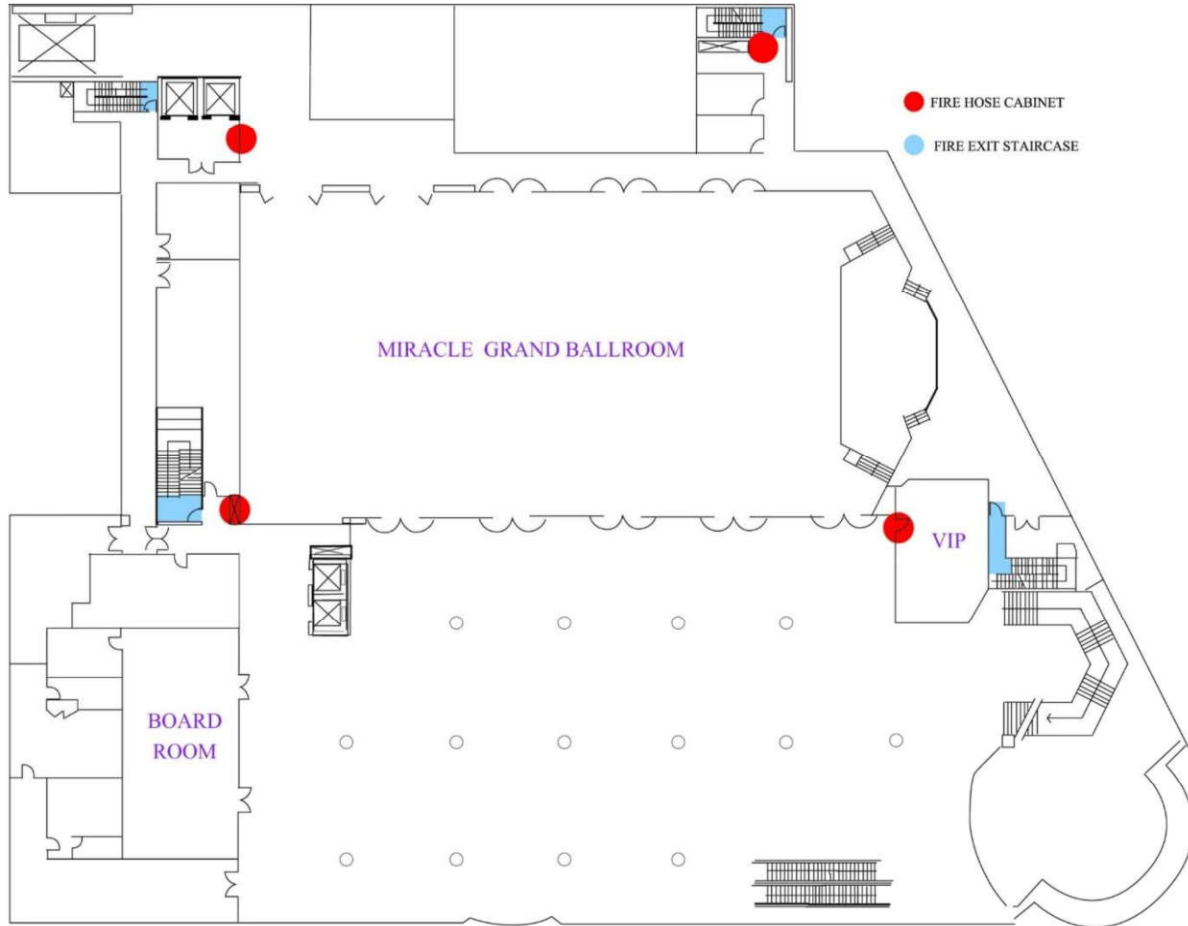 FIRE HOSE CABINET
FIRE EXIT STAIRCASE
MIRACLE GRAND BALLROOM
VIP
BOARD
ROOM